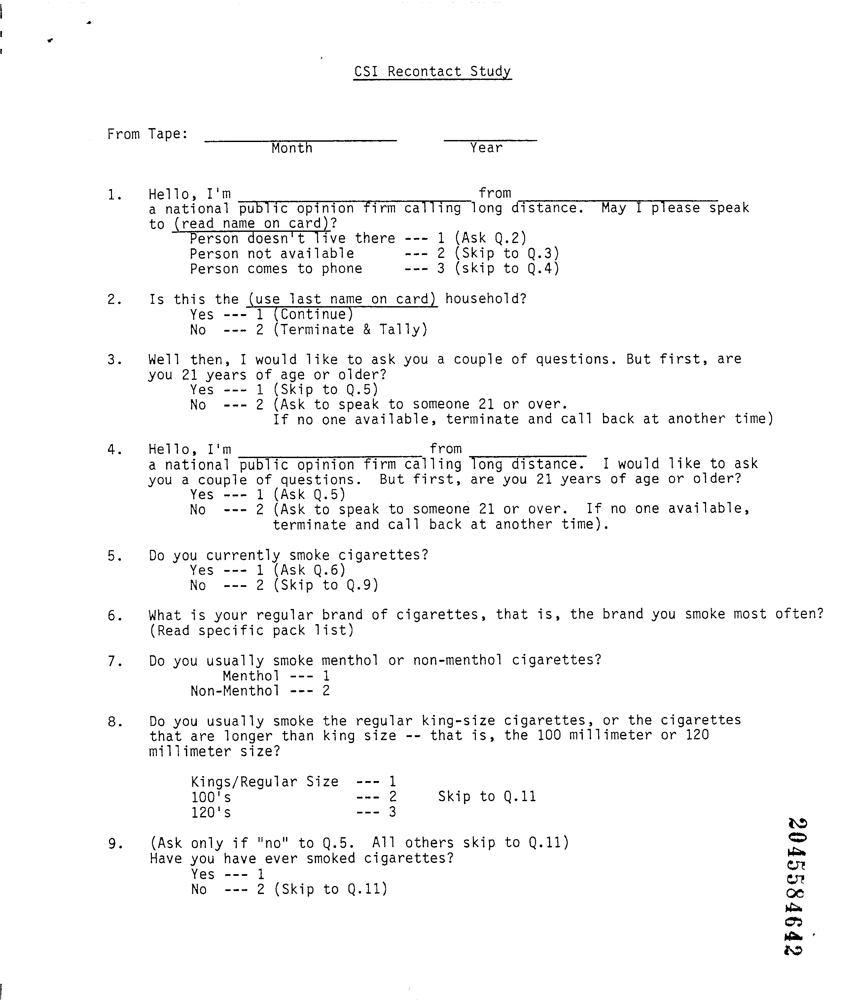 CSI Recontact Study
From Tape: ____________ ____________
Month Year
1. Hello, I'm ____________ from ____________
a national public opinion firm calling long distance. May I please speak
to (read name on card)?
Person doesn't live there --- 1 (Ask Q.2)
Person not available --- 2 (Skip to Q.3)
Person comes to phone --- 3 (skip to Q.4)
2. Is this the (use last name on card) household?
Yes --- 1 (Continue)
No --- 2 (Terminate & Tally)
3. Well then, I would like to ask you a couple of questions. But first, are
you 21 years of age or older?
Yes --- 1 (Skip to Q.5)
No --- 2 (Ask to speak to someone 21 or over.
If no one available, terminate and call back at another time)
4. Hello, I'm ____________ from ____________
a national public opinion firm calling long distance. I would like to ask
you a couple of questions. But first, are you 21 years of age or older?
Yes --- 1 (Ask Q.5)
No --- 2 (Ask to speak to someone 21 or over. If no one available,
terminate and call back at another time).
5. Do you currently smoke cigarettes?
Yes --- 1 (Ask Q.6)
No --- 2 (Skip to Q.9)
6. What is your regular brand of cigarettes, that is, the brand you smoke most often?
(Read specific pack list)
7. Do you usually smoke menthol or non-menthol cigarettes?
Menthol --- 1
Non-Menthol --- 2
8. Do you usually smoke the regular king-size cigarettes, or the cigarettes
that are longer than king size -- that is, the 100 millimeter or 120
millimeter size?
Kings/Regular Size --- 1
100's --- 2 Skip to Q.11
120's --- 3
9. (Ask only if "no" to Q.5. All others skip to Q.11)
Have you have ever smoked cigarettes?
Yes --- 1
No --- 2 (Skip to Q.11)
2045584642